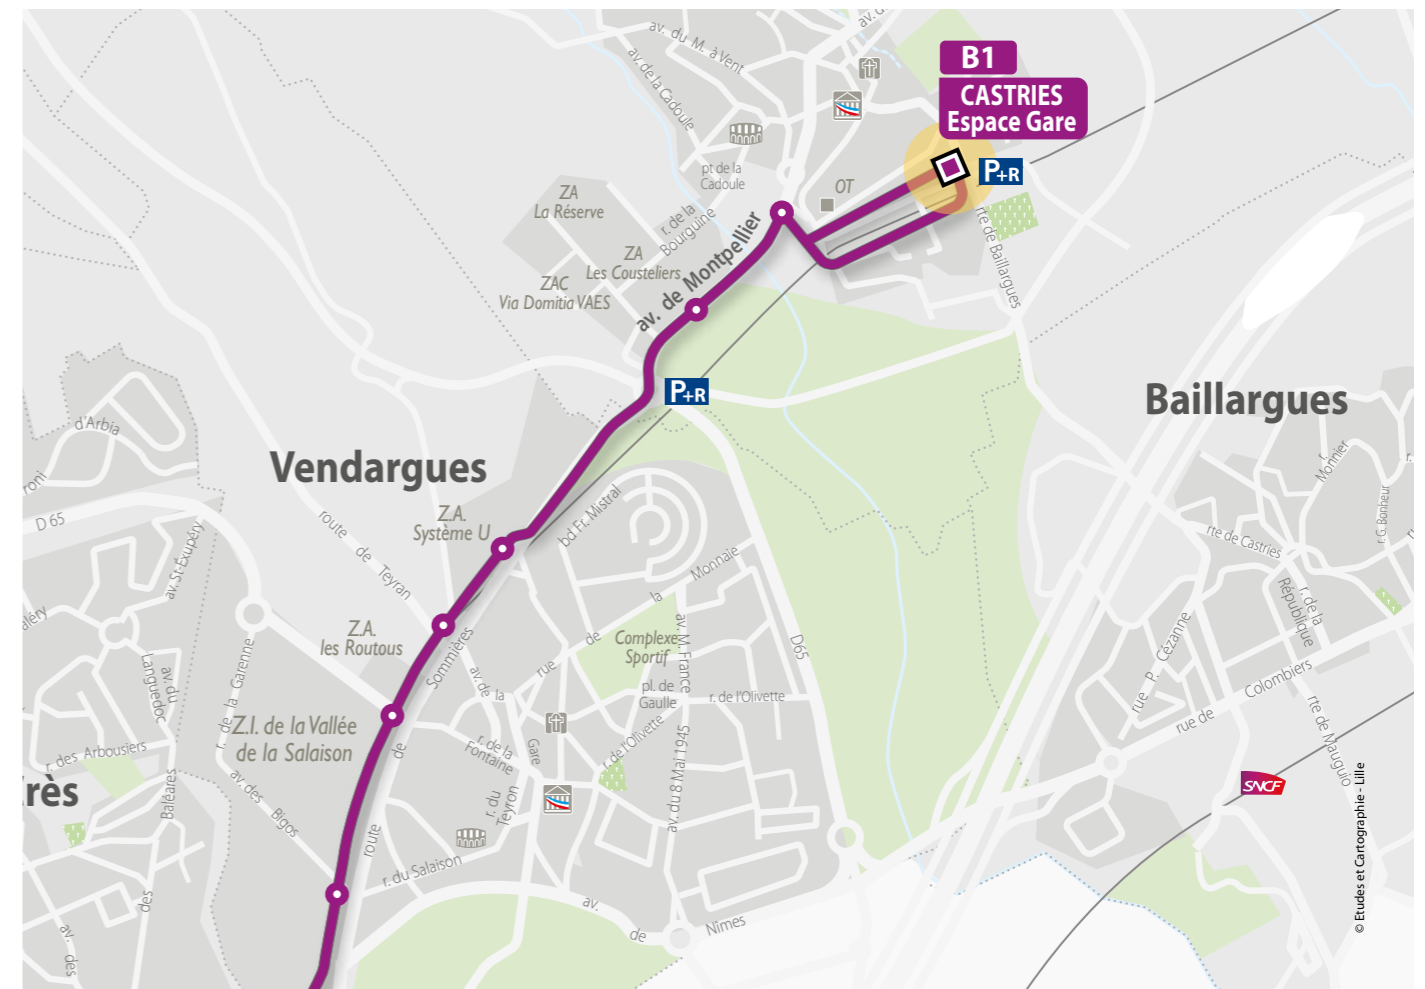 av. du M. à Vent
av. d
av. de la Cadoule
B1
CASTRIES
Espace Gare
P+R
pt de la
Cadoule
OT
ZA
La Réserve
r. de la
Bourguine
ZA
Les Cousteliers
ZAC
Via Domitia VAES
av. de Montpellier
rte de Baillargues
P+R
Baillargues
d'Arbia
roni
D 65
Vendargues
Z.A.
Système U
bd Fr. Mistral
route de Teyran
av. St-Exupéry
Monnaie
la
de
rue
r. Monnier
r.
r. G. Bonheur
rte de Castries
r. de la
République
rue P. Cézanne
rue de Colombiers
rte de Mauguio
aléry
Z.A.
les Routous
Sommières
de
route
av. de la
Gare
Complexe
Sportif
av. M. France
D65
pl. de
Gaulle
r. de l'Olivette
r. de l'Olivette
av. du
Languedoc
r. de la Garenne
Z.I. de la Vallée
de la Salaison
r. de la
Fontaine
r. des Arbousiers
rès
Baléares
des
av. des
av. des Bigos
r. du
Teyron
av. du 8 Mai 1945
r. du Salaison
av. de Nîmes
SNCF
© Etudes et Cartographie - Lille